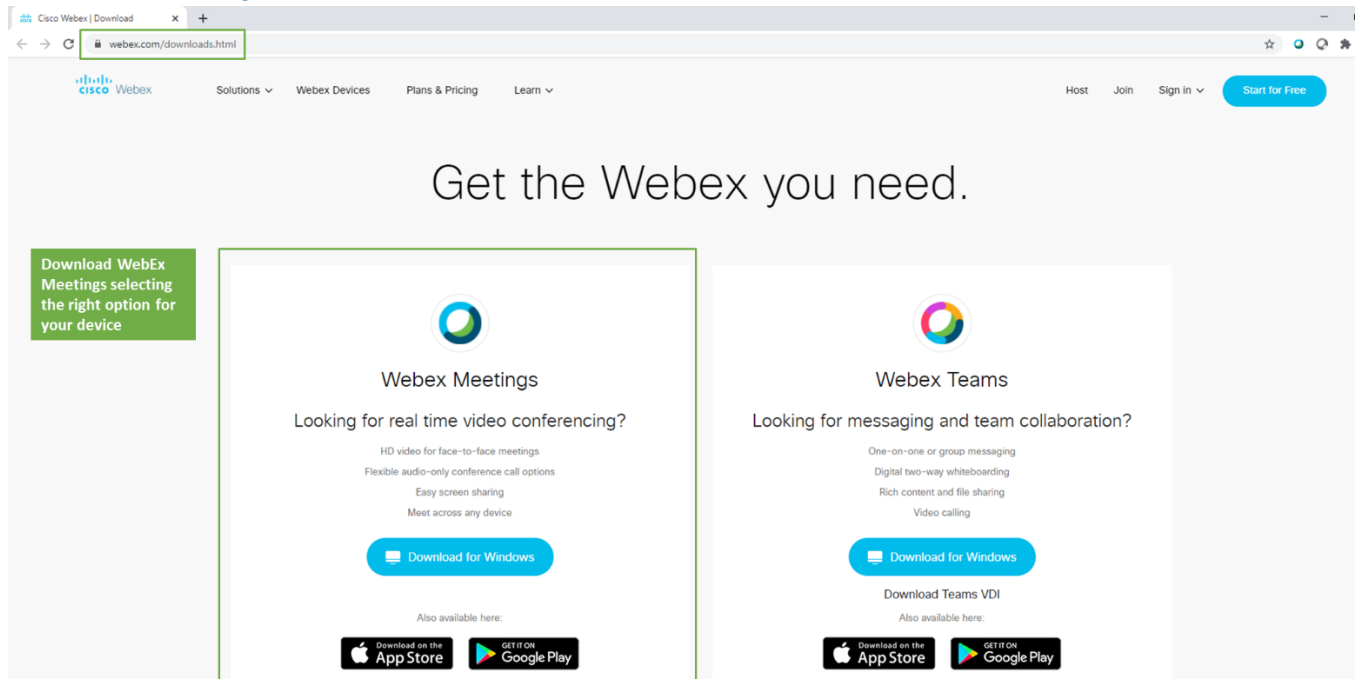 Cisco Webex | Download
webex.com/downloads.html
cisco Webex
Solutions
Webex Devices
Plans & Pricing
Learn
Host
Join
Sign in
Start for Free
Get the Webex you need.
Download WebEx
Meetings selecting
the right option for
your device
Webex Meetings
Looking for real time video conferencing?
HD video for face-to-face meetings
Flexible audio-only conference call options
Easy screen sharing
Meet across any device
Download for Windows
Also available here:
Download on the
App Store
GET IT ON
Google Play
Webex Teams
Looking for messaging and team collaboration?
One-on-one or group messaging
Digital two-way whiteboarding
Rich content and file sharing
Video calling
Download for Windows
Download Teams VDI
Also available here:
Download on the
App Store
GET IT ON
Google Play